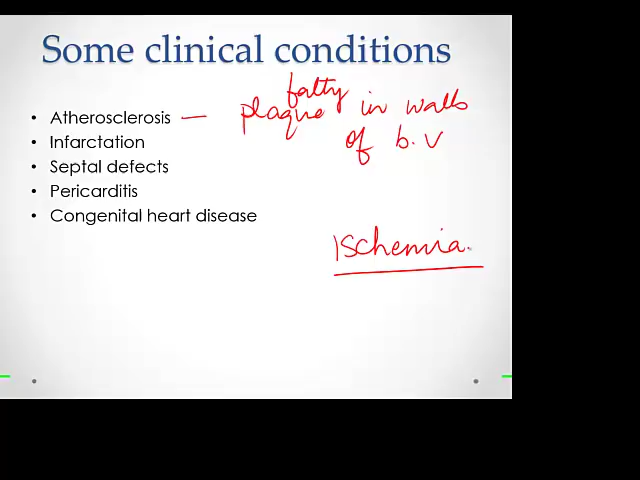 Some clinical conditions
• Atherosclerosis — fatty plaque in walls
of b.v
• Infarctation
• Septal defects
• Pericarditis
• Congenital heart disease
Ischemia.